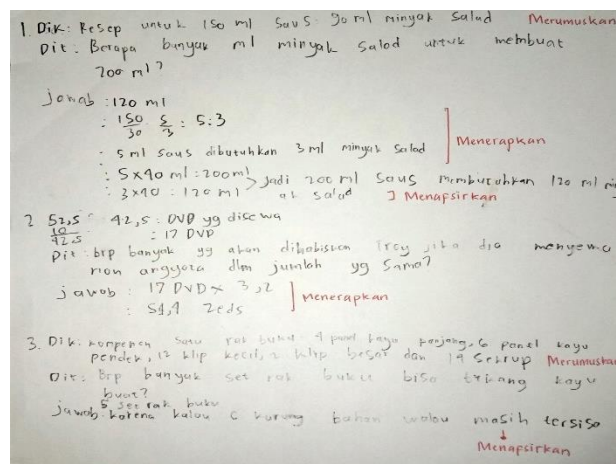 1. Dik: Resep untuk 150 ml Saus: 90 ml minyak Salad Merumuskan
Dit: Berapa banyak ml minyak Salad untuk membuat
200 ml?
Jawab: 120 ml
: 150/90 5/3 : 5:3
: 5 ml Saus dibutuhkan 3 ml minyak Salad Menerapkan
: 5x40 ml : 200 ml
: 3x40 : 120 ml > Jadi 200 ml Saus membutuhkan 120 ml
ak salad Menapsirkan
2 52,5 - 42,5 : DVD yg disewa
10
42,5 : 17 DVD
Dit: brp banyak yg akan dihabiskan jika dia menyewa
non anggota dlm jumlah yg Sama?
jawab: 17 DVD x 3,2
: 54,4 Zeds Menerapkan
3. Dik: komponen Satu rak buku 4 panel kayu panjang, 6 panel kayu
pendek, 12 klip kecil, 2 klip besar dan 14 Sekrup Merumuskan
Dit: Brp banyak set rak buku bisa tukang kayu
buat?
5 set rak buku
jawab: karena kalau 6 kurang bahan walau masih tersisa
Menapsirkan